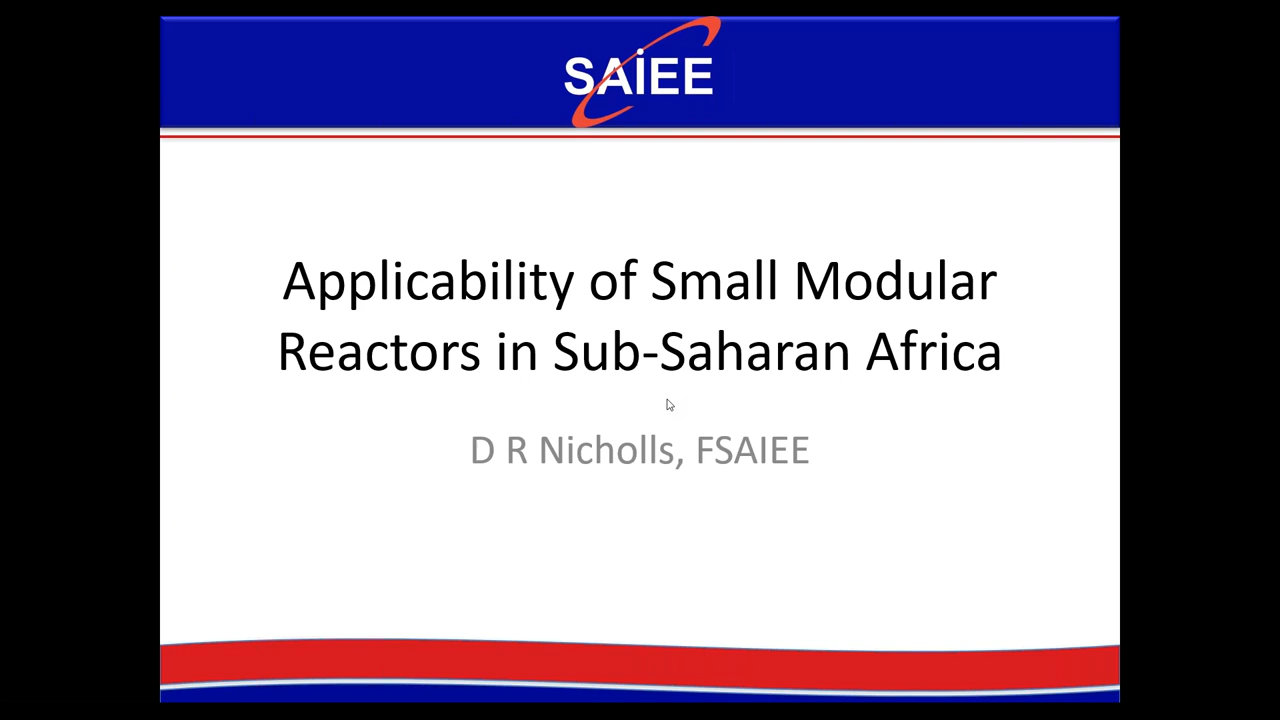 SAIEE
Applicability of Small Modular
Reactors in Sub-Saharan Africa
D R Nicholls, FSAIEE